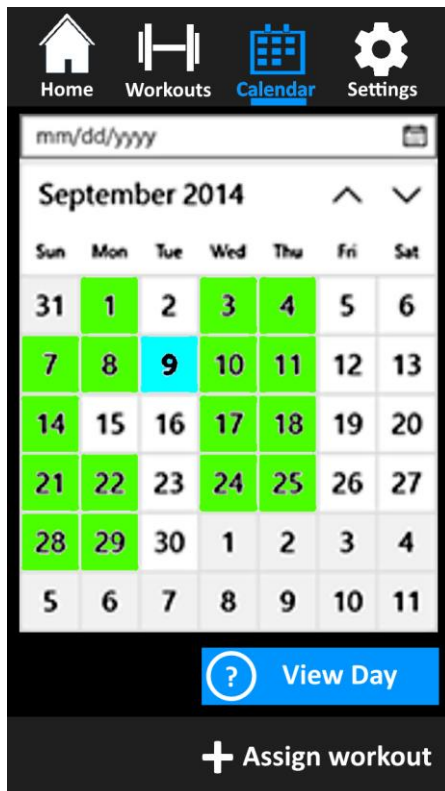 Home Workouts Calendar Settings
mm/dd/yyyy
September 2014
Sun Mon Tue Wed Thu Fri Sat
31 1 2 3 4 5 6
7 8 9 10 11 12 13
14 15 16 17 18 19 20
21 22 23 24 25 26 27
28 29 30 1 2 3 4
5 6 7 8 9 10 11
? View Day
Assign workout